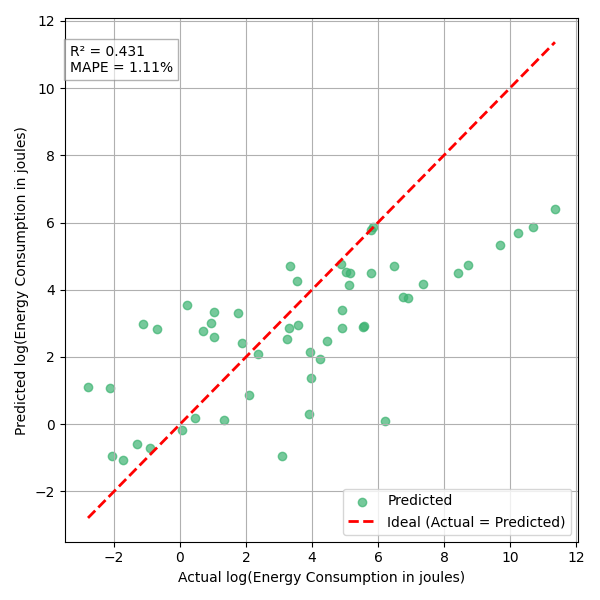 R² = 0.431
MAPE = 1.11%
12
10
8
6
4
2
0
−2
Predicted log(Energy Consumption in joules)
Predicted
Ideal (Actual = Predicted)
−2 0 2 4 6 8 10 12
Actual log(Energy Consumption in joules)